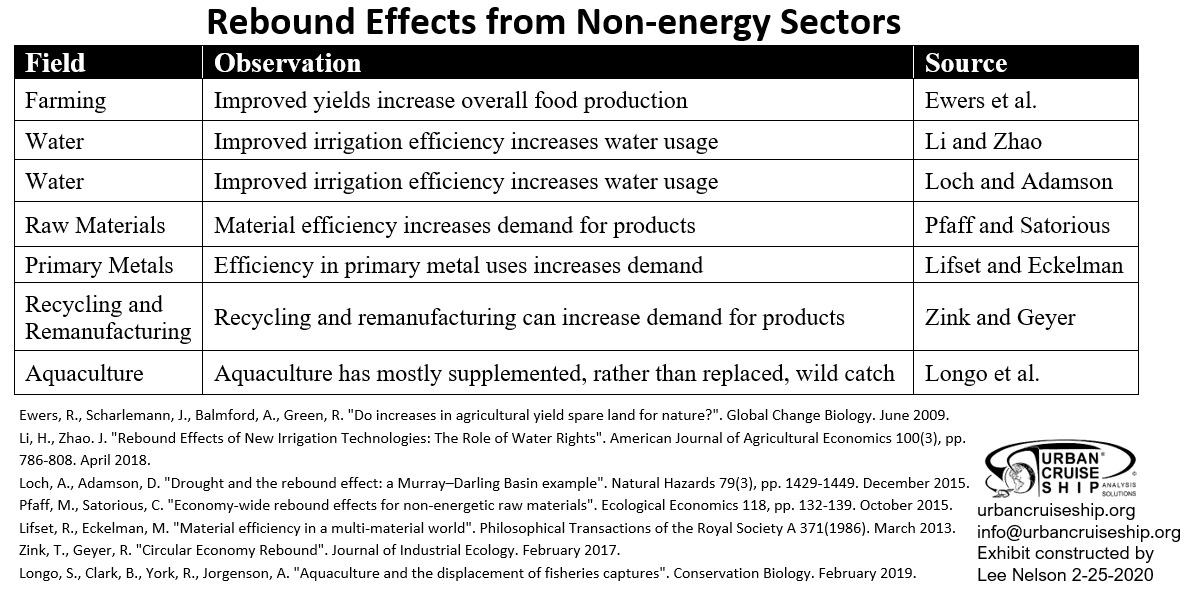 Rebound Effects from Non-energy Sectors
Field Observation Source
Farming Improved yields increase overall food production Ewers et al.
Water Improved irrigation efficiency increases water usage Li and Zhao
Water Improved irrigation efficiency increases water usage Loch and Adamson
Raw Materials Material efficiency increases demand for products Pfaff and Satorious
Primary Metals Efficiency in primary metal uses increases demand Lifset and Eckelman
Recycling and
Remanufacturing Recycling and remanufacturing can increase demand for products Zink and Geyer
Aquaculture Aquaculture has mostly supplemented, rather than replaced, wild catch Longo et al.
Ewers, R., Scharlemann, J., Balmford, A., Green, R. "Do increases in agricultural yield spare land for nature?". Global Change Biology. June 2009.
Li, H., Zhao. J. "Rebound Effects of New Irrigation Technologies: The Role of Water Rights". American Journal of Agricultural Economics 100(3), pp.
786-808. April 2018.
Loch, A., Adamson, D. "Drought and the rebound effect: a Murray–Darling Basin example". Natural Hazards 79(3), pp. 1429-1449. December 2015.
Pfaff, M., Satorious, C. "Economy-wide rebound effects for non-energetic raw materials". Ecological Economics 118, pp. 132-139. October 2015.
Lifset, R., Eckelman, M. "Material efficiency in a multi-material world". Philosophical Transactions of the Royal Society A 371(1986). March 2013.
Zink, T., Geyer, R. "Circular Economy Rebound". Journal of Industrial Ecology. February 2017.
Longo, S., Clark, B., York, R., Jorgenson, A. "Aquaculture and the displacement of fisheries captures". Conservation Biology. February 2019.
URBAN®
CRUISE
SHIP
ANALYSIS
SOLUTIONS
urbancruiseship.org
info@urbancruiseship.org
Exhibit constructed by
Lee Nelson 2-25-2020